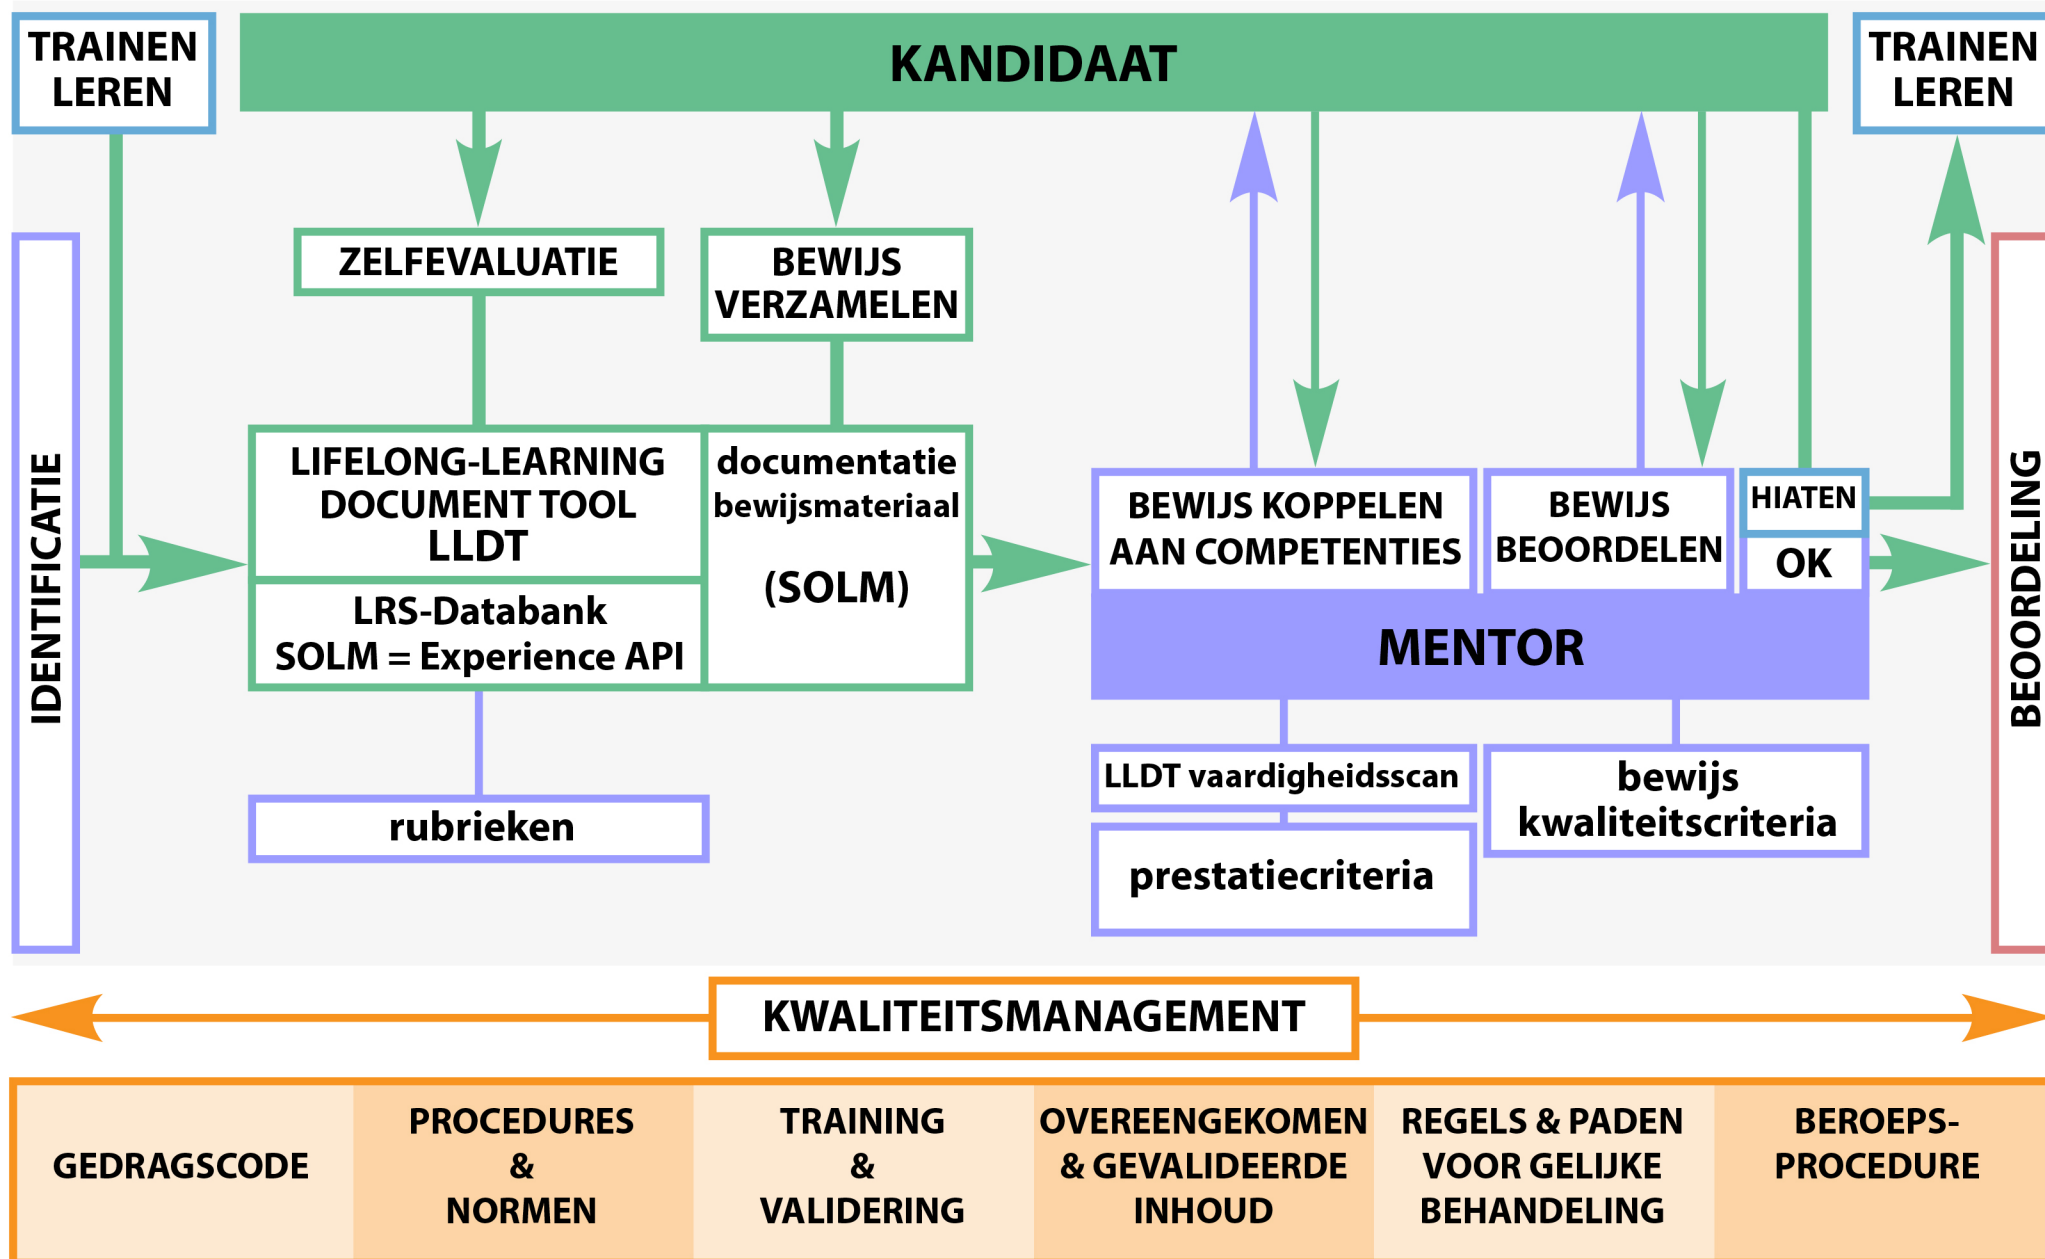 TRAINEN
LEREN
KANDIDAAT
TRAINEN
LEREN
IDENTIFICATIE
ZELFEVALUATIE
BEWIJS
VERZAMELEN
LIFELONG-LEARNING
DOCUMENT TOOL
LLDT
LRS-Databank
SOLM = Experience API
documentatie
bewijsmateriaal
(SOLM)
rubrieken
BEWIJS KOPPELEN
AAN COMPETENTIES
BEWIJS
BEOORDELEN
HIATEN
OK
MENTOR
LLDT vaardigheidsscan
prestatiecriteria
bewijs
kwaliteitscriteria
BEOORDELING
KWALITEITSMANAGEMENT
GEDRAGSCODE
PROCEDURES
&
NORMEN
TRAINING
&
VALIDERING
OVEREENGEKOMEN
& GEVALIDEERDE
INHOUD
REGELS & PADEN
VOOR GELIJKE
BEHANDELING
BEROEPS-
PROCEDURE